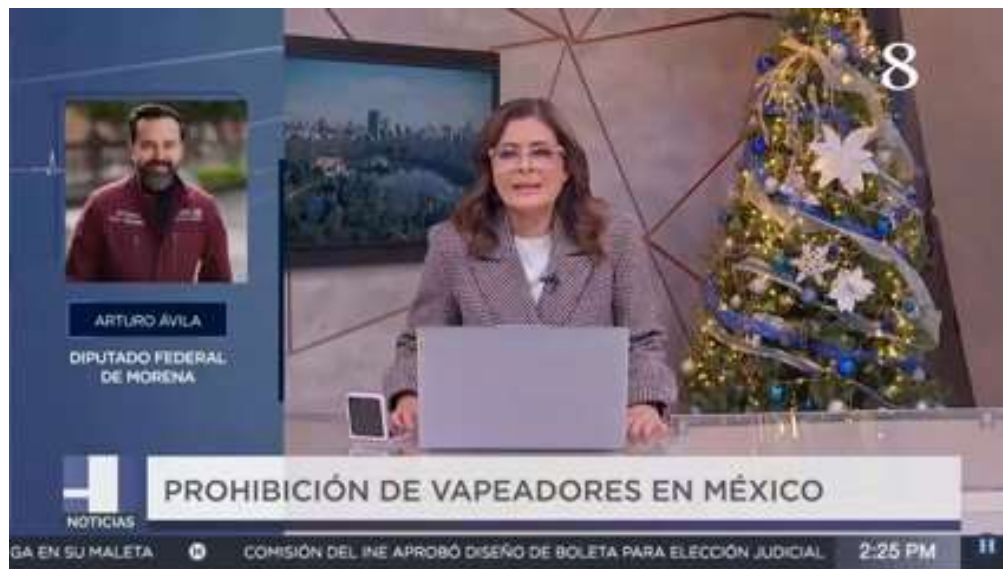 8
ARTURO ÁVILA
DIPUTADO FEDERAL
DE MORENA
PROHIBICIÓN DE VAPEADORES EN MÉXICO
NOTICIAS
GA EN SU MALETA
COMISIÓN DEL INE APROBÓ DISEÑO DE BOLETA PARA ELECCIÓN JUDICIAL
2:25 PM